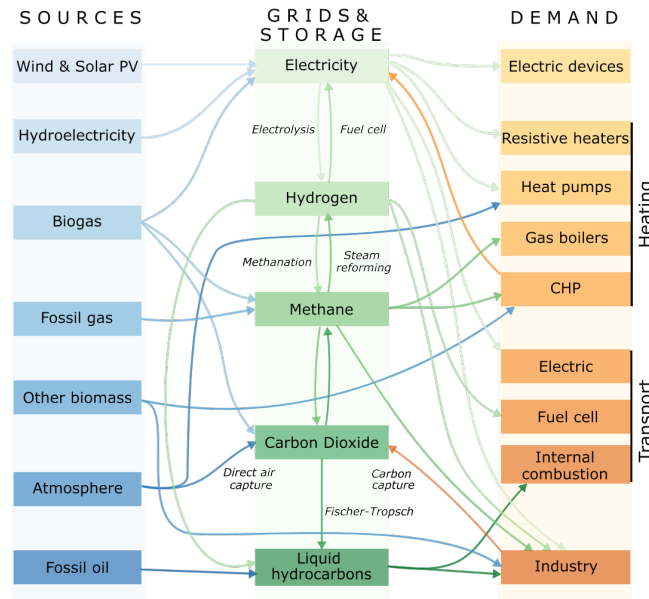 SOURCES
GRIDS &
STORAGE
DEMAND
Wind & Solar PV
Hydroelectricity
Biogas
Fossil gas
Other biomass
Atmosphere
Fossil oil
Electricity
Electrolysis
Fuel cell
Hydrogen
Methanation
Steam
reforming
Methane
Carbon Dioxide
Direct air
capture
Carbon
capture
Fischer-Tropsch
Liquid
hydrocarbons
Electric devices
Resistive heaters
Heat pumps
Gas boilers
CHP
Heating
Electric
Fuel cell
Internal
combustion
Transport
Industry